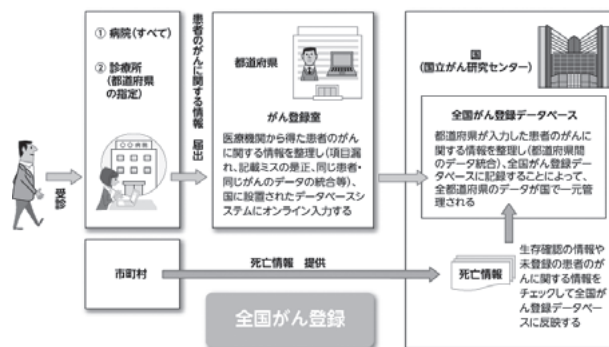 ① 病院(すべて)
② 診療所
(都道府県
の指定)
〇〇病院
受診
患者のがんに関する情報 届出
都道府県
がん登録室
医療機関から得た患者のがん
に関する情報を整理し(項目漏
れ、記載ミスの是正、同じ患者・
同じがんのデータの統合等)、
国に設置されたデータベースシ
ステムにオンライン入力する
国
(国立がん研究センター)
全国がん登録データベース
都道府県が入力した患者のがんに
関する情報を整理し(都道府県間
のデータ統合)、全国がん登録デー
タベースに記録することによって、
全都道府県のデータが国で一元管
理される
市町村
死亡情報 提供
死亡情報
生存確認の情報や
未登録の患者のが
んに関する情報を
チェックして全国が
ん登録データベー
スに反映する
全国がん登録